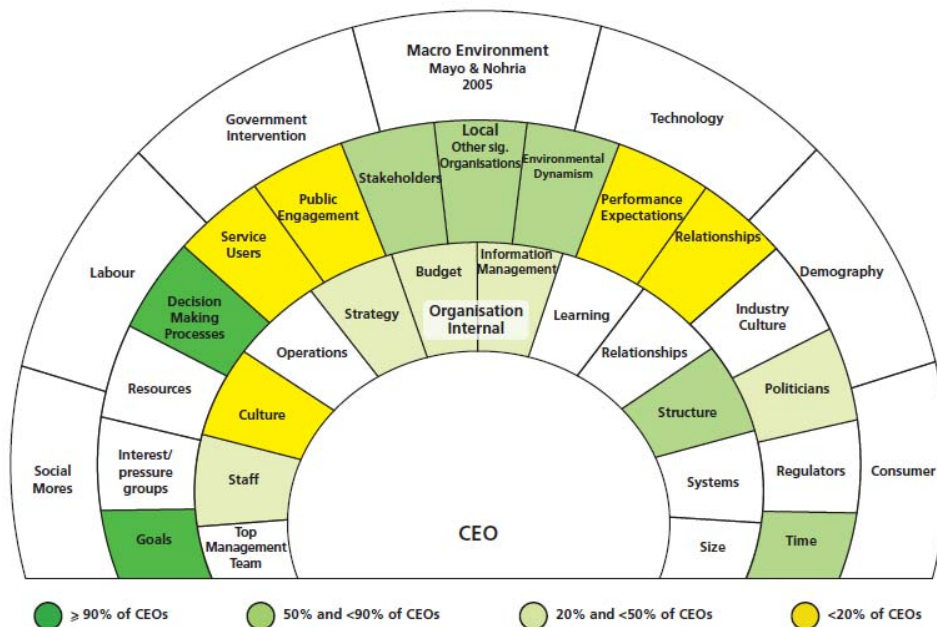 Macro Environment
Mayo & Nohria
2005
Government
Intervention
Technology
Labour
Demography
Social
Mores
Consumer
Local
Other sig.
Organisations
Stakeholders
Environmental
Dynamism
Public
Engagement
Performance
Expectations
Service
Users
Relationships
Decision
Making
Processes
Industry
Culture
Resources
Politicians
Interest/
pressure
groups
Regulators
Goals
Time
Organisation
Internal
Budget
Information
Management
Strategy
Learning
Operations
Relationships
Culture
Structure
Staff
Systems
Top
Management
Team
Size
CEO
⩾ 90% of CEOs
50% and <90% of CEOs
20% and <50% of CEOs
<20% of CEOs